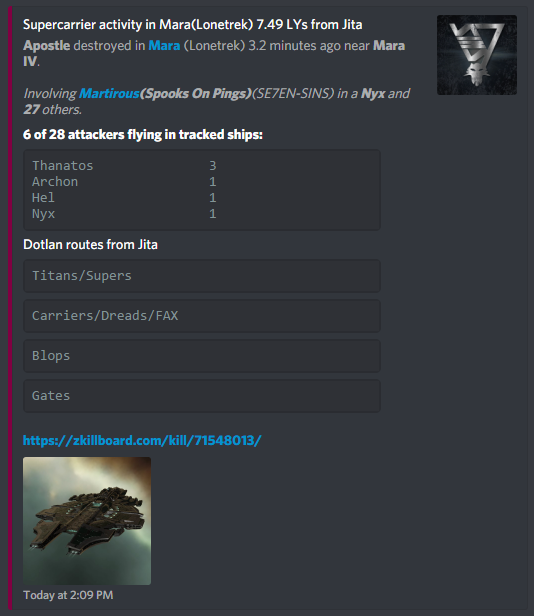 Supercarrier activity in Mara(Lonetrek) 7.49 LYs from Jita
Apostle destroyed in Mara (Lonetrek) 3.2 minutes ago near Mara
IV.
Involving Martirous(Spooks On Pings)(SE7EN-SINS) in a Nyx and
27 others.
6 of 28 attackers flying in tracked ships:
Thanatos 3
Archon 1
Hel 1
Nyx 1
Dotlan routes from Jita
Titans/Supers
Carriers/Dreads/FAX
Blops
Gates
https://zkillboard.com/kill/71548013/
Today at 2:09 PM